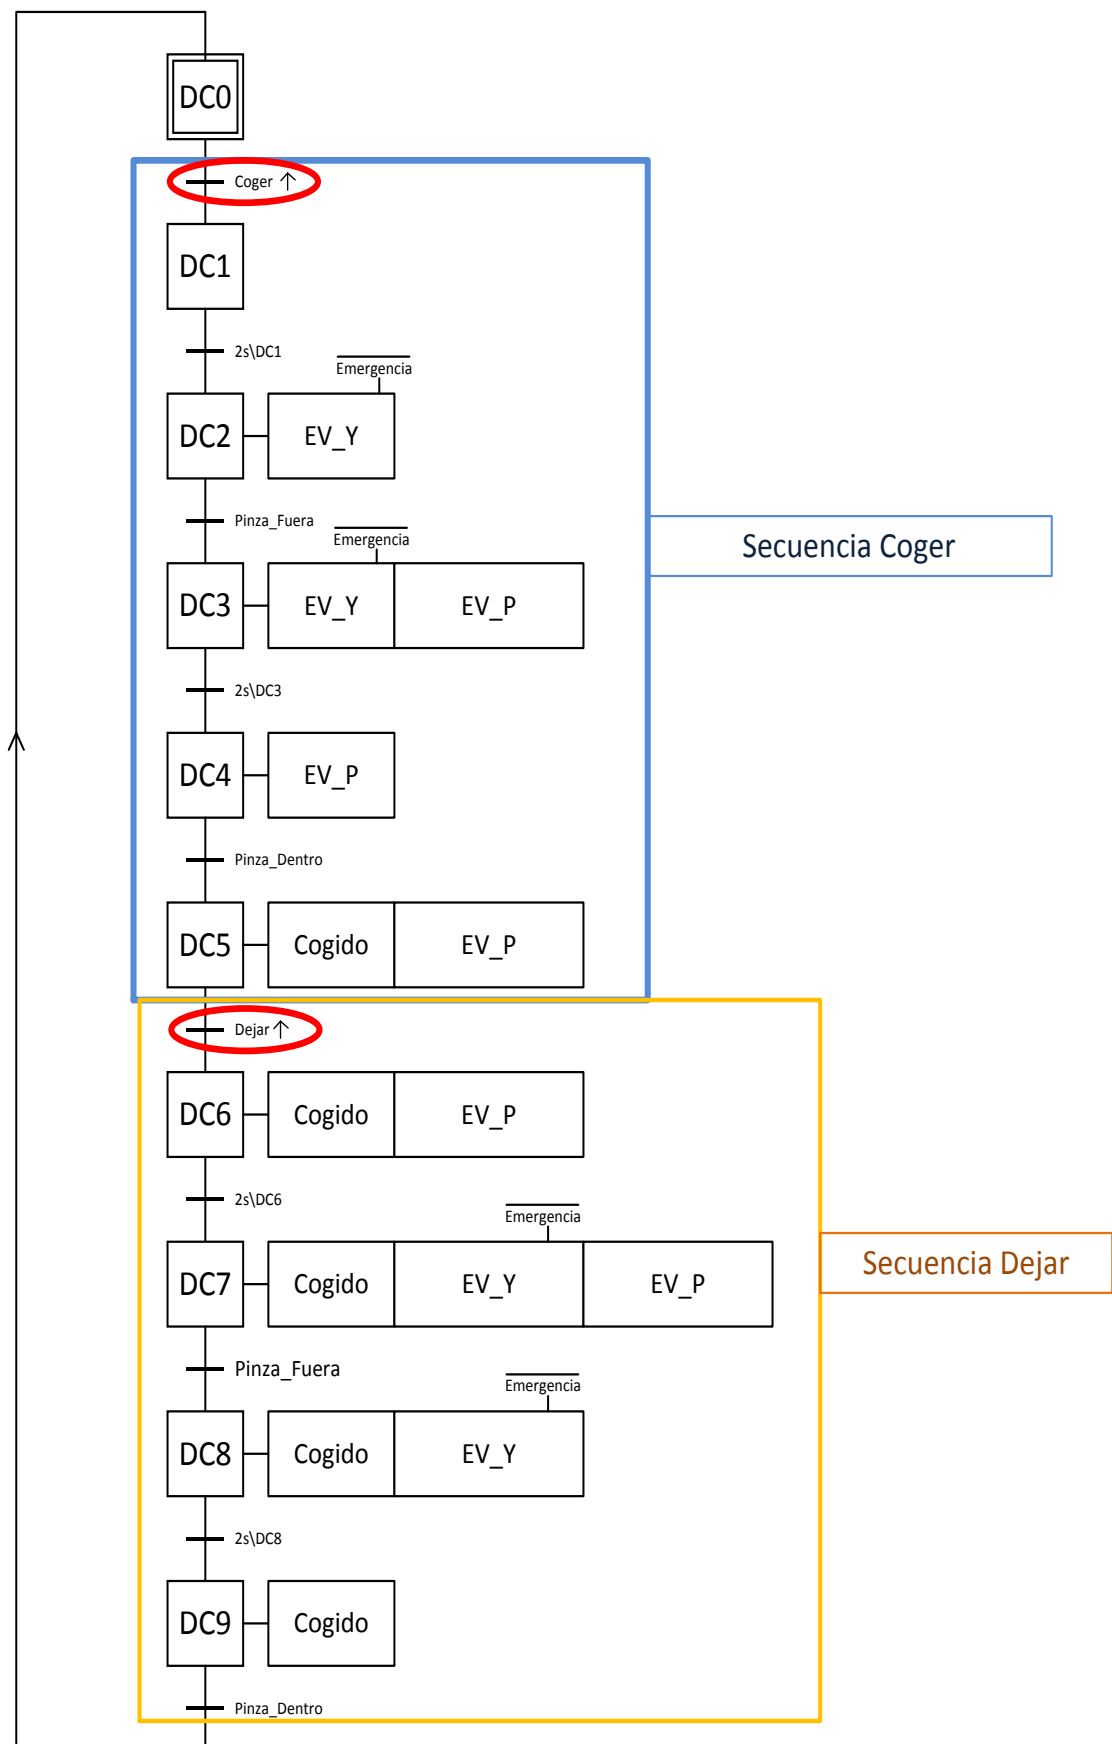 DC0
Coger ↑
DC1
2s\DC1
Emergencia
DC2
EV_Y
Pinza_Fuera
Emergencia
DC3
EV_Y
EV_P
Secuencia Coger
2s\DC3
DC4
EV_P
Pinza_Dentro
DC5
Cogido
EV_P
Dejar ↑
DC6
Cogido
EV_P
2s\DC6
Emergencia
DC7
Cogido
EV_Y
EV_P
Secuencia Dejar
Pinza_Fuera
Emergencia
DC8
Cogido
EV_Y
2s\DC8
DC9
Cogido
Pinza_Dentro